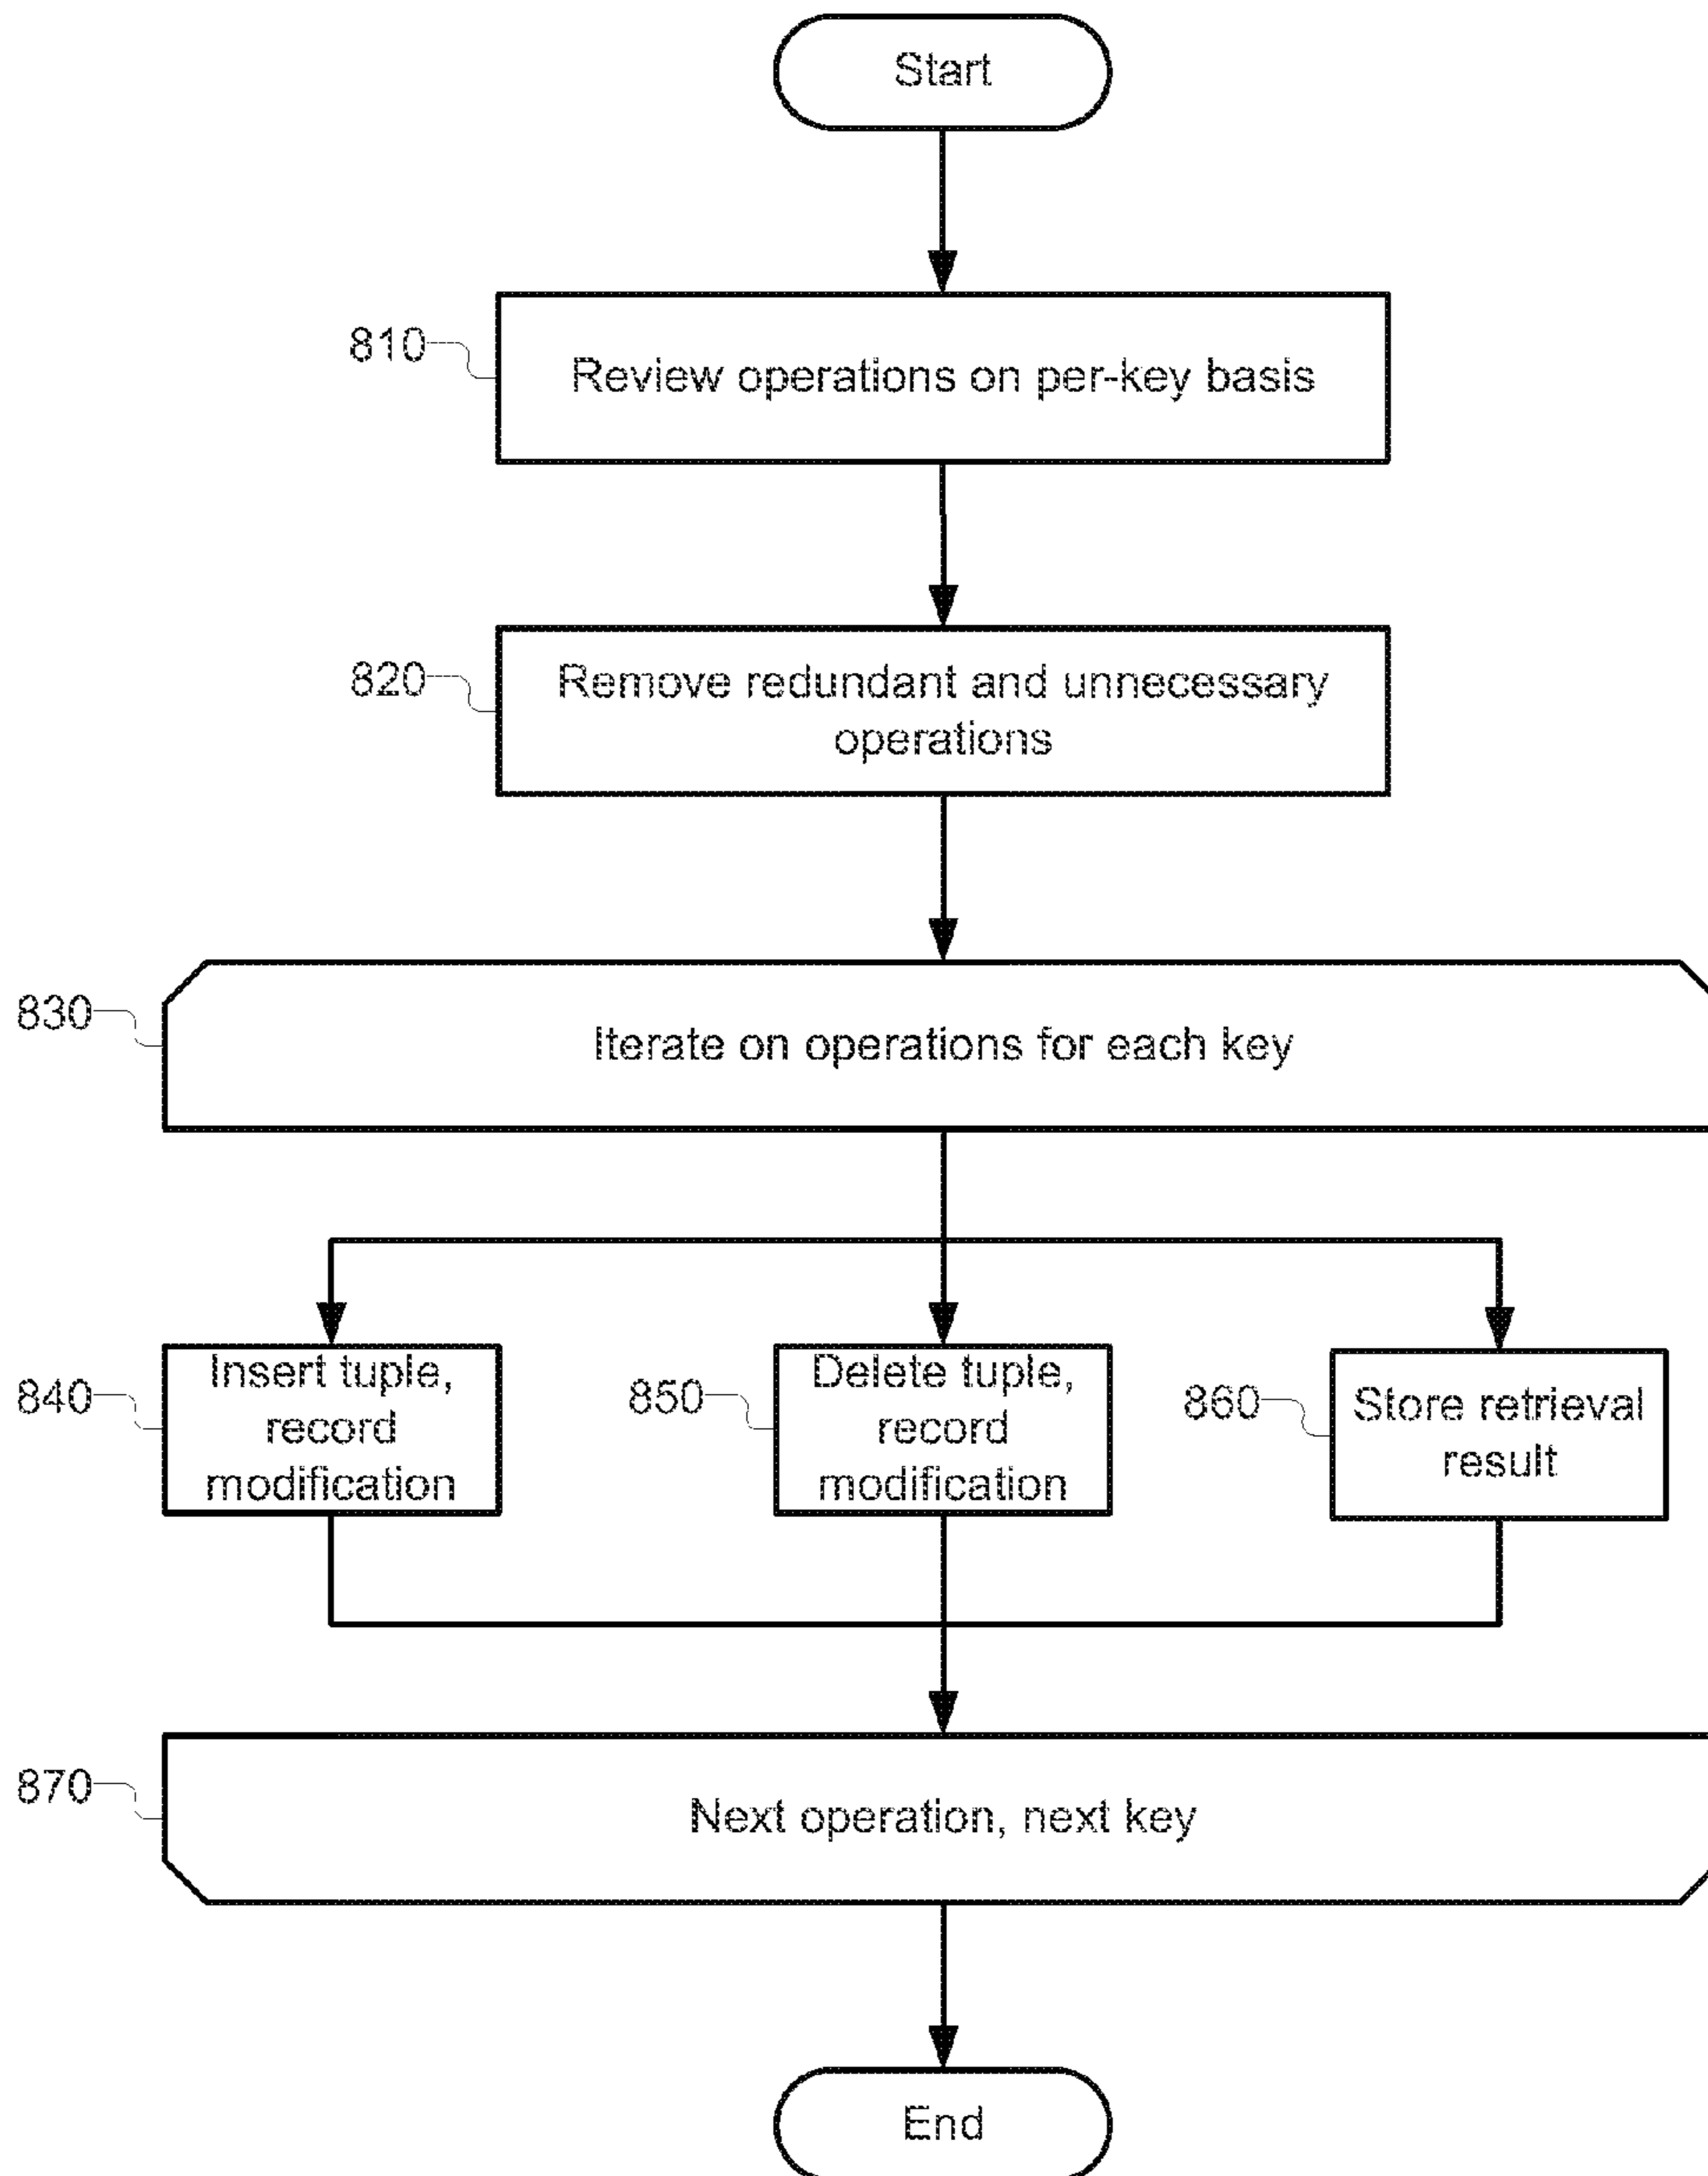 Start
810
Review operations on per-key basis
820
Remove redundant and unnecessary
operations
830
Iterate on operations for each key
840
Insert tuple,
record
modification
850
Delete tuple,
record
modification
860
Store retrieval
result
870
Next operation, next key
End